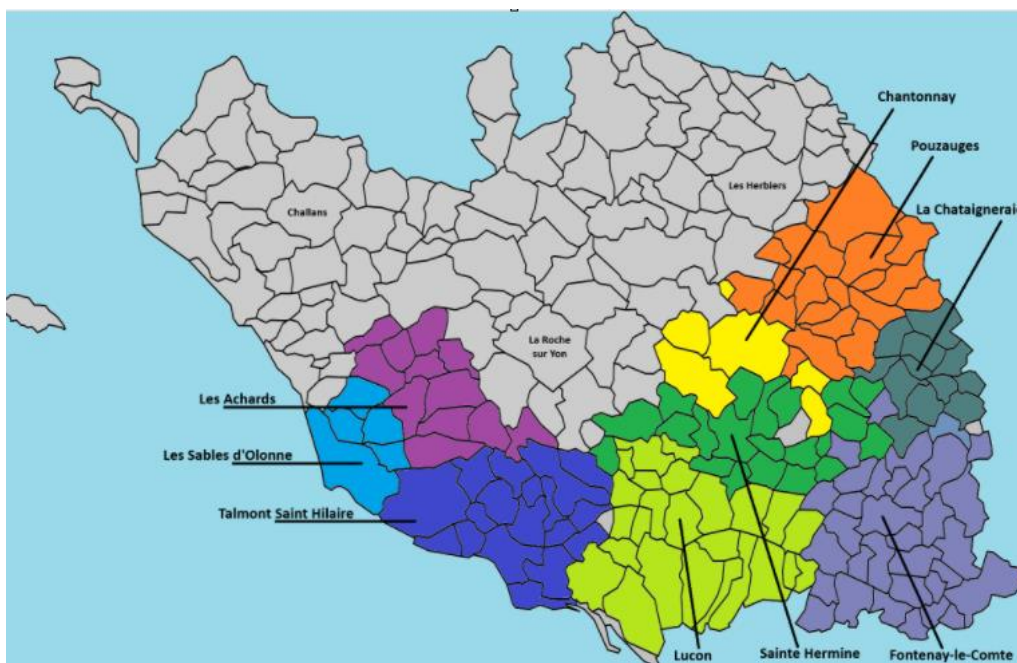 Chantonnay
Pouzauges
Les Herbiers
La Chataigneraie
Challans
La Roche
sur Yon
Les Achards
Les Sables d'Olonne
Talmont Saint Hilaire
Lucon
Sainte Hermine
Fontenay-le-Comte